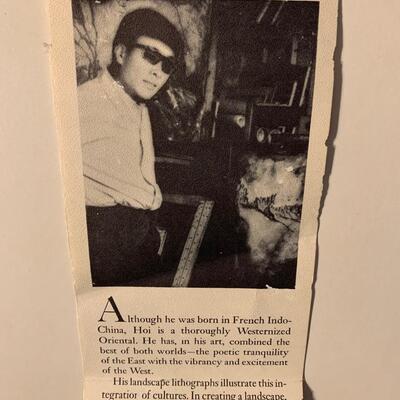 Although he was born in French Indo-
China, Hoi is a thoroughly Westernized
Oriental. He has, in his art, combined the
best of both worlds—the poetic tranquility
of the East with the vibrancy and excitement
of the West.
His landscape lithographs illustrate this in-
tegration of cultures. In creating a landscape,